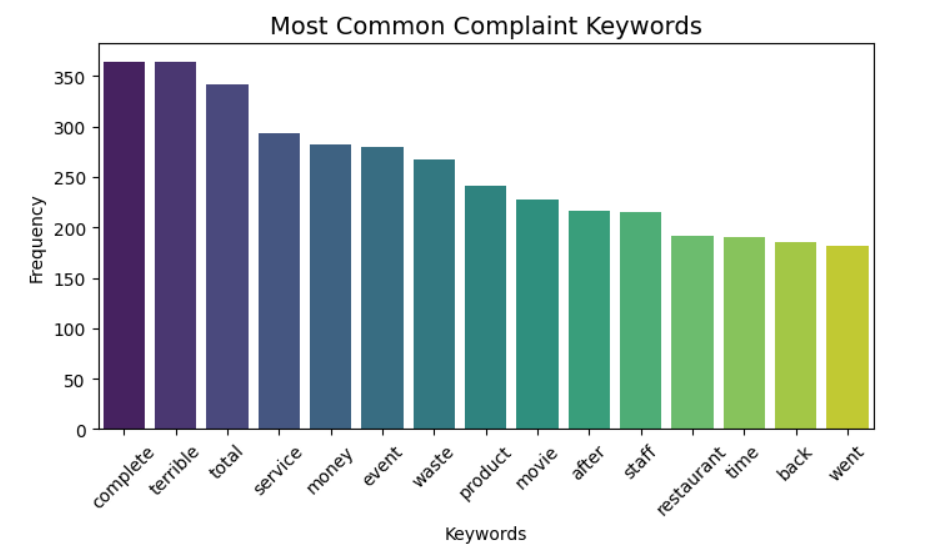 Most Common Complaint Keywords
Frequency
350
300
250
200
150
100
50
0
complete terrible total service money event waste product movie after staff restaurant time back went
Keywords